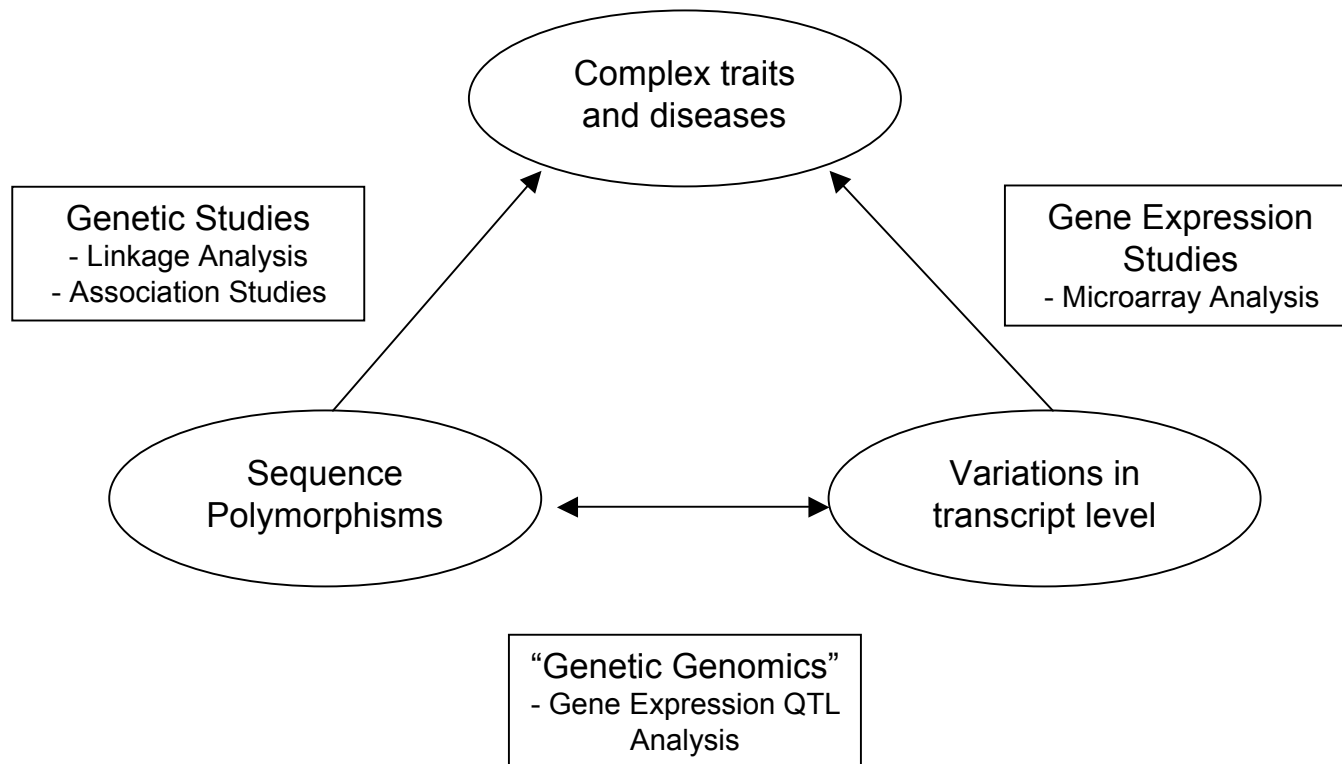 Complex traits
and diseases
Genetic Studies
- Linkage Analysis
- Association Studies
Gene Expression
Studies
- Microarray Analysis
Sequence
Polymorphisms
Variations in
transcript level
“Genetic Genomics”
- Gene Expression QTL
Analysis